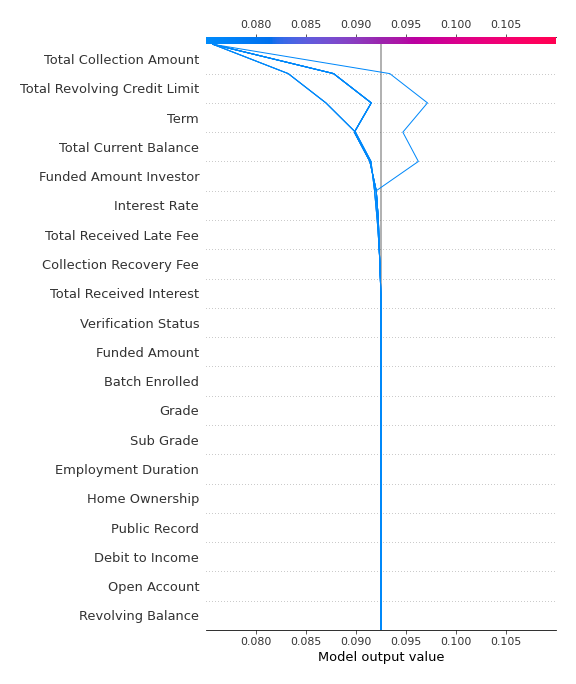 0.080 0.085 0.090 0.095 0.100 0.105
Total Collection Amount
Total Revolving Credit Limit
Term
Total Current Balance
Funded Amount Investor
Interest Rate
Total Received Late Fee
Collection Recovery Fee
Total Received Interest
Verification Status
Funded Amount
Batch Enrolled
Grade
Sub Grade
Employment Duration
Home Ownership
Public Record
Debit to Income
Open Account
Revolving Balance
0.080 0.085 0.090 0.095 0.100 0.105
Model output value